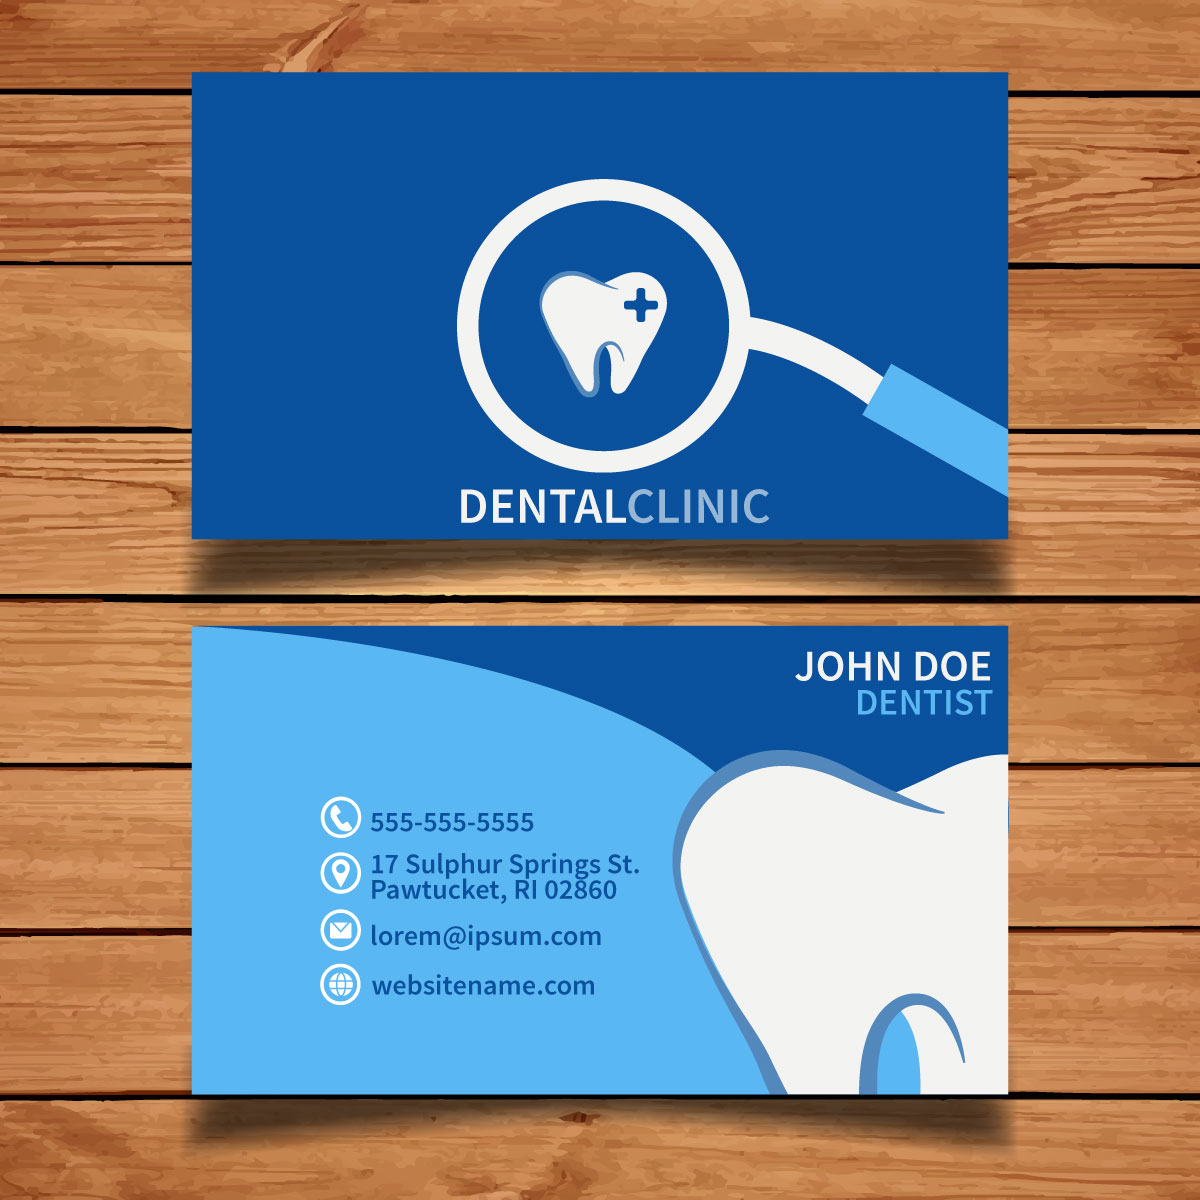 DENTALCLINIC
JOHN DOE
DENTIST
555-555-5555
17 Sulphur Springs St.
Pawtucket, RI 02860
lorem@ipsum.com
websitename.com